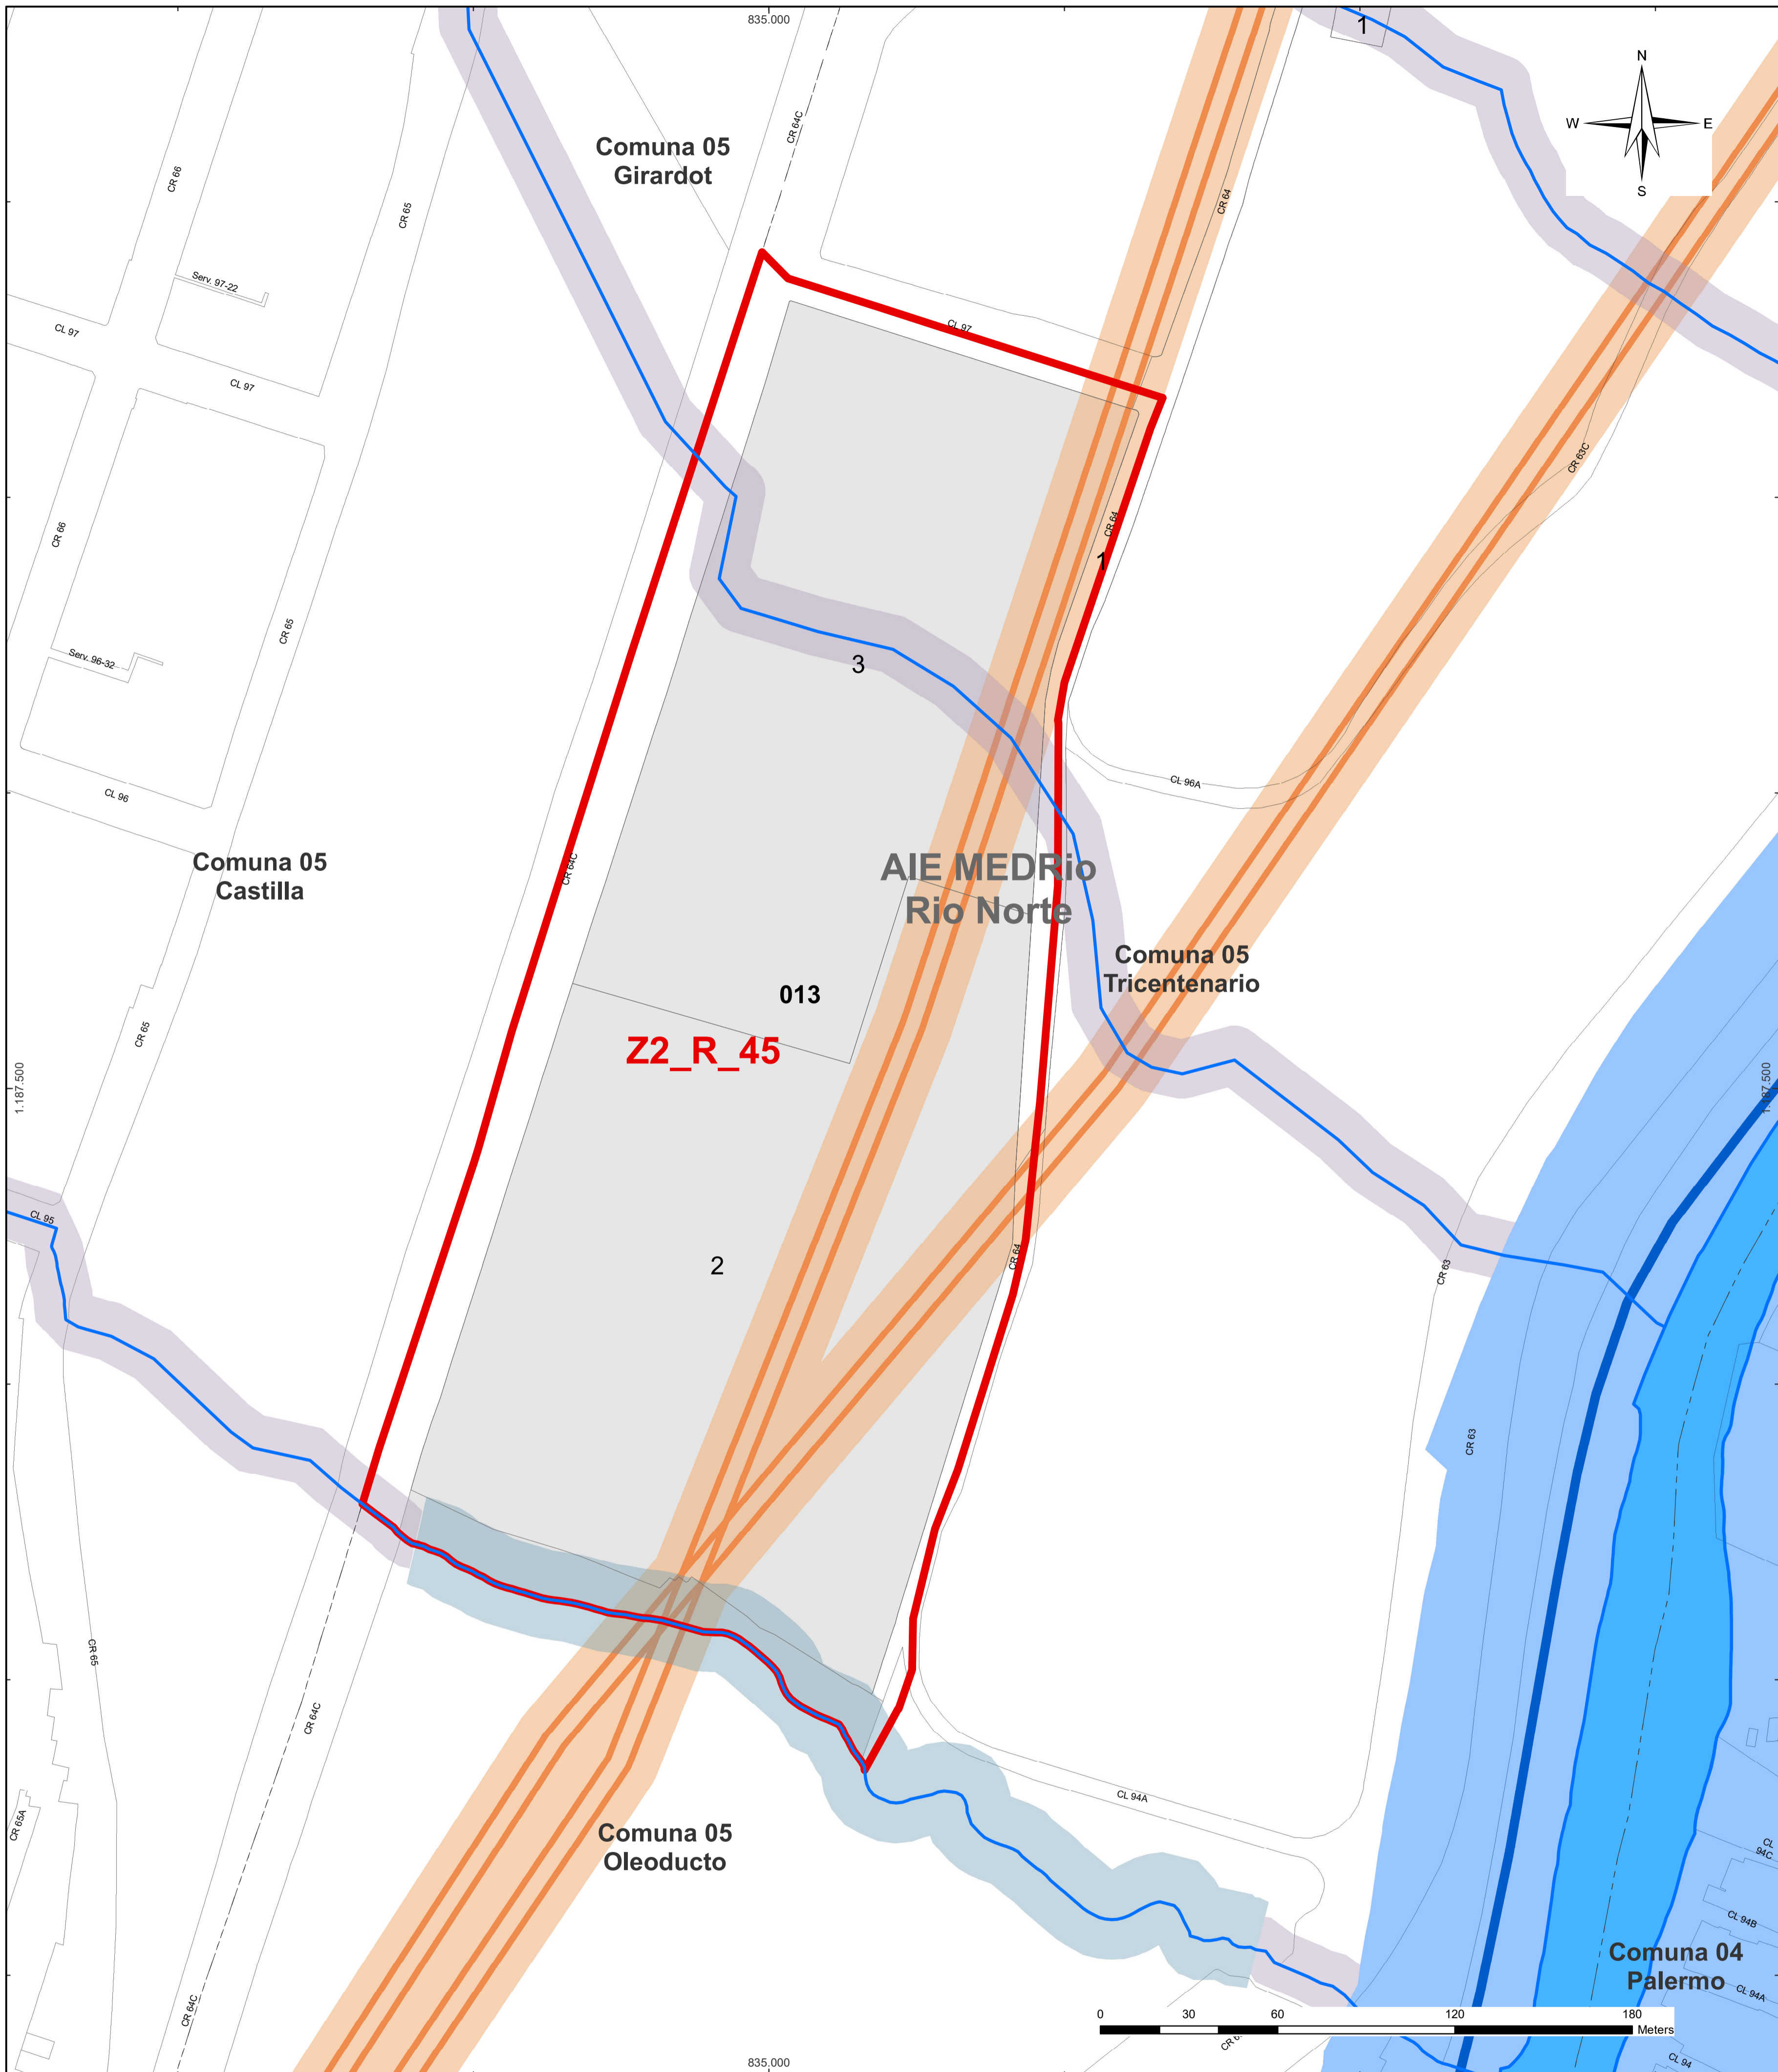 835.000
1
N
W
E
S
CR 64C
Comuna 05
Girardot
CR 66
CR 65
CR 64
Serv. 97-22
CL 97
CL 97
CL 97
CR 63C
CR 66
CR 64
1
CR 65
Serv. 96-32
3
CL 96A
CL 96
Comuna 05
Castilla
CR 64C
AIE MEDRio
Rio Norte
Comuna 05
Tricentenario
013
CR 65
Z2_R_45
1.187.500
1.187.500
CL 95
2
CR 64
CR 63
CR 63
CR 65
CR 64C
CL 94A
CR 65A
Comuna 05
Oleoducto
CL
94C
CL 94B
Comuna 04
Palermo
CL 94A
CR 64C
0
30
60
120
180
Meters
CL 94
835.000